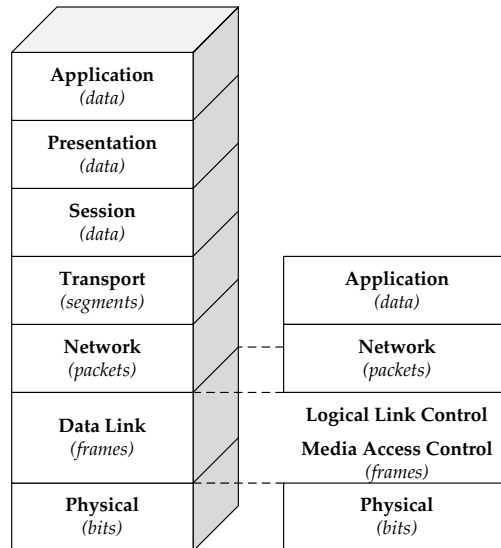 Application
(data)
Presentation
(data)
Session
(data)
Transport
(segments)
Network
(packets)
Data Link
(frames)
Physical
(bits)
Application
(data)
Network
(packets)
Logical Link Control
Media Access Control
(frames)
Physical
(bits)